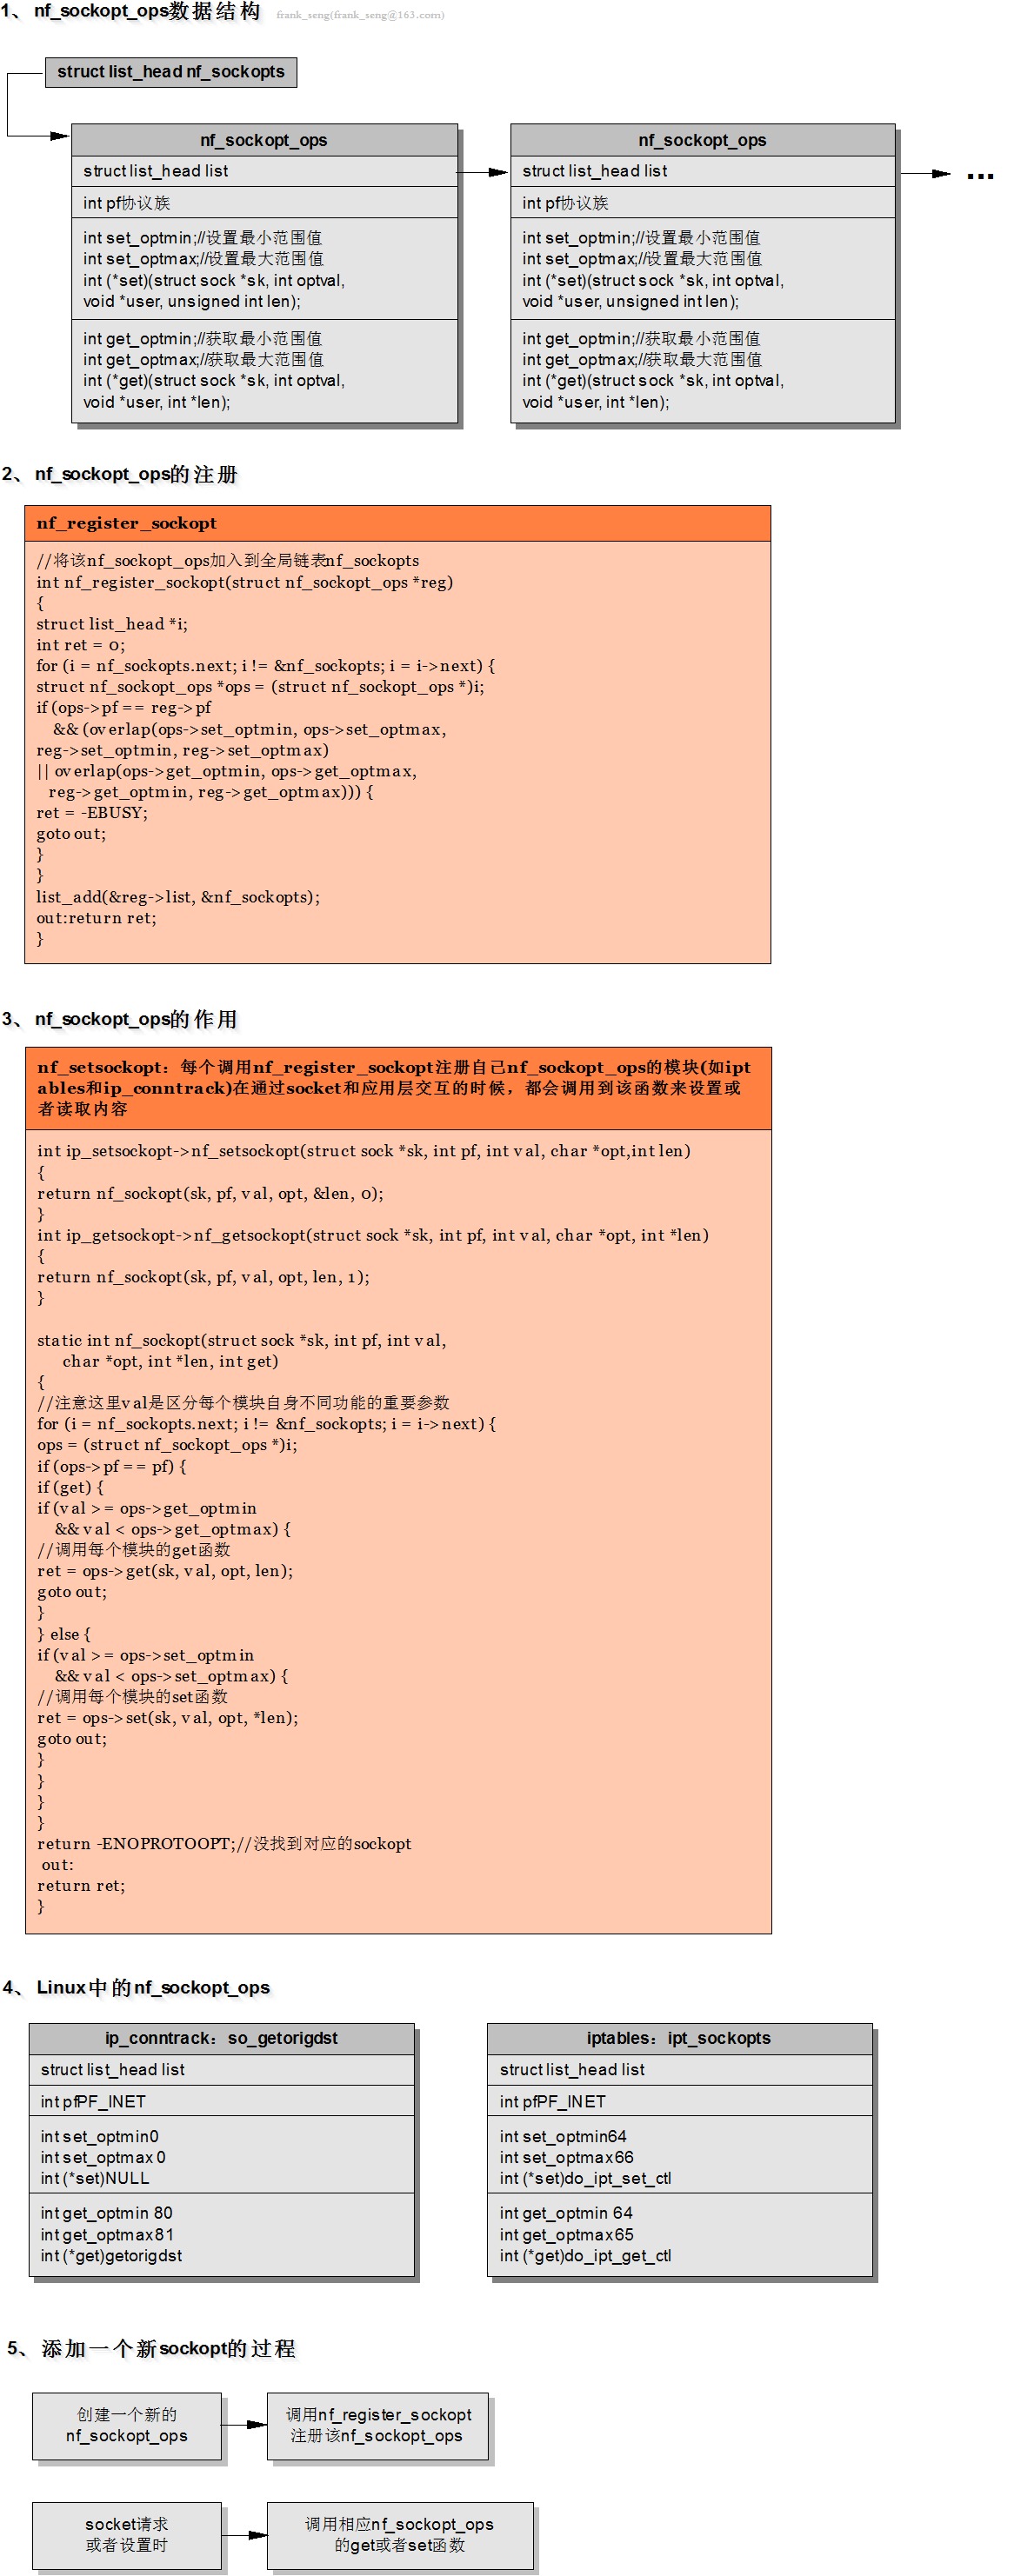 1、nf_sockopt_ops数据结构 frank_seng(frank_seng@163.com)
struct list_head nf_sockopts
nf_sockopt_ops
struct list_head list
int pf协议族
int set_optmin;//设置最小范围值
int set_optmax;//设置最大范围值
int (*set)(struct sock *sk, int optval,
void *user, unsigned int len);
int get_optmin;//获取最小范围值
int get_optmax;//获取最大范围值
int (*get)(struct sock *sk, int optval,
void *user, int *len);
nf_sockopt_ops
struct list_head list
int pf协议族
int set_optmin;//设置最小范围值
int set_optmax;//设置最大范围值
int (*set)(struct sock *sk, int optval,
void *user, unsigned int len);
int get_optmin;//获取最小范围值
int get_optmax;//获取最大范围值
int (*get)(struct sock *sk, int optval,
void *user, int *len);
...
2、nf_sockopt_ops的注册
nf_register_sockopt
//将该nf_sockopt_ops加入到全局链表nf_sockopts
int nf_register_sockopt(struct nf_sockopt_ops *reg)
{
struct list_head *i;
int ret = 0;
for (i = nf_sockopts.next; i != &nf_sockopts; i = i->next) {
struct nf_sockopt_ops *ops = (struct nf_sockopt_ops *)i;
if (ops->pf == reg->pf
&& (overlap(ops->set_optmin, ops->set_optmax,
reg->set_optmin, reg->set_optmax)
|| overlap(ops->get_optmin, ops->get_optmax,
reg->get_optmin, reg->get_optmax))) {
ret = -EBUSY;
goto out;
}
}
list_add(&reg->list, &nf_sockopts);
out:return ret;
}
3、nf_sockopt_ops的作用
nf_setsockopt：每个调用nf_register_sockopt注册自己nf_sockopt_ops的模块(如ipt
ables和ip_conntrack)在通过socket和应用层交互的时候，都会调用到该函数来设置或
者读取内容
int ip_setsockopt->nf_setsockopt(struct sock *sk, int pf, int val, char *opt,int len)
{
return nf_sockopt(sk, pf, val, opt, &len, 0);
}
int ip_getsockopt->nf_getsockopt(struct sock *sk, int pf, int val, char *opt, int *len)
{
return nf_sockopt(sk, pf, val, opt, len, 1);
}
static int nf_sockopt(struct sock *sk, int pf, int val,
char *opt, int *len, int get)
{
//注意这里val是区分每个模块自身不同功能的重要参数
for (i = nf_sockopts.next; i != &nf_sockopts; i = i->next) {
ops = (struct nf_sockopt_ops *)i;
if (ops->pf == pf) {
if (get) {
if (val >= ops->get_optmin
&& val < ops->get_optmax) {
//调用每个模块的get函数
ret = ops->get(sk, val, opt, len);
goto out;
}
} else {
if (val >= ops->set_optmin
&& val < ops->set_optmax) {
//调用每个模块的set函数
ret = ops->set(sk, val, opt, *len);
goto out;
}
}
}
}
return -ENOPROTOOPT;//没找到对应的sockopt
out:
return ret;
}
4、Linux中的nf_sockopt_ops
ip_conntrack：so_getorigdst
struct list_head list
int pfPF_INET
int set_optmin0
int set_optmax 0
int (*set)NULL
int get_optmin 80
int get_optmax81
int (*get)getorigdst
iptables：ipt_sockopts
struct list_head list
int pfPF_INET
int set_optmin64
int set_optmax66
int (*set)do_ipt_set_ctl
int get_optmin 64
int get_optmax65
int (*get)do_ipt_get_ctl
5、添加一个新sockopt的过程
创建一个新的
nf_sockopt_ops
调用nf_register_sockopt
注册该nf_sockopt_ops
socket请求
或者设置时
调用相应nf_sockopt_ops
的get或者set函数